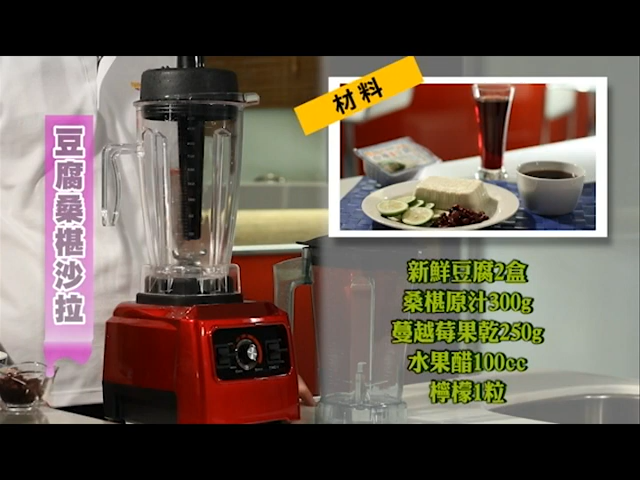 豆腐桑椹沙拉
材料
新鮮豆腐2盒
桑椹原汁300g
蔓越莓果乾250g
水果醋100cc
檸檬1粒